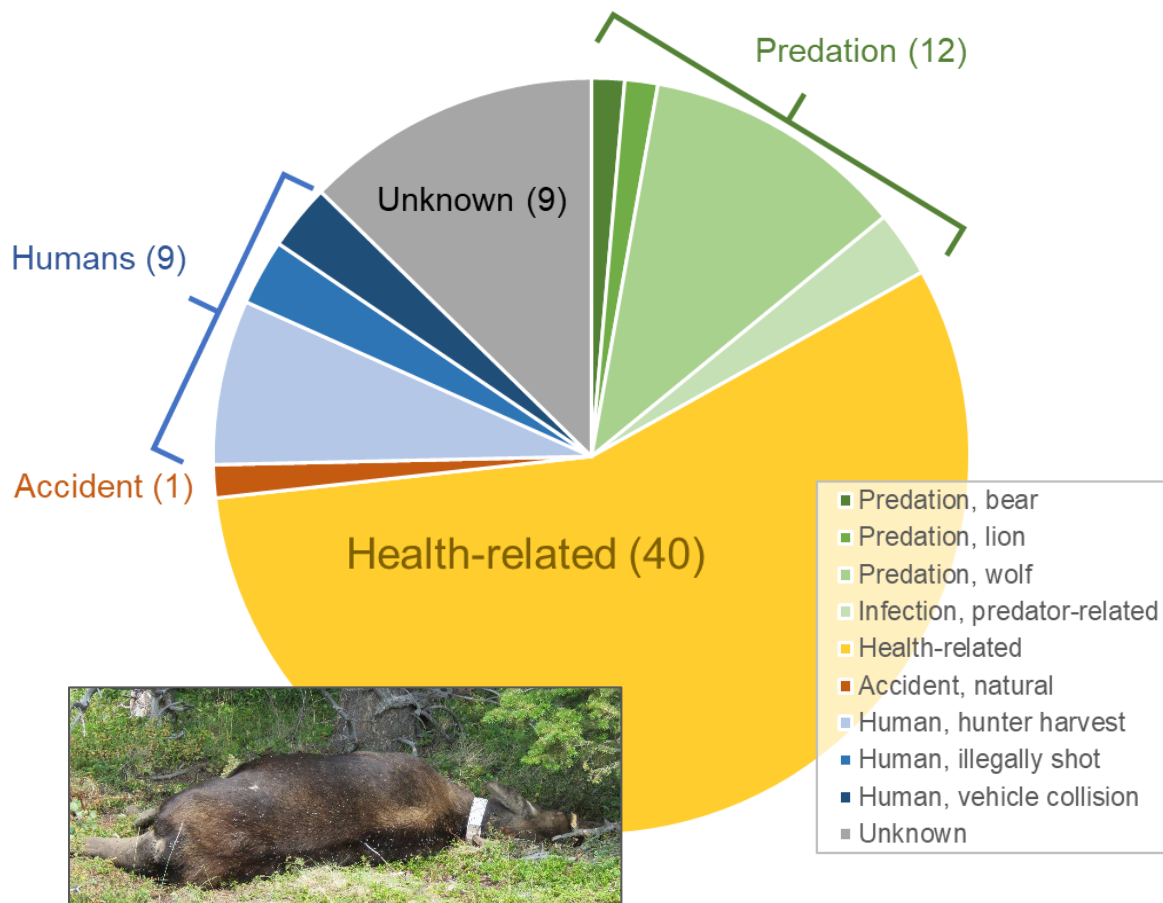 Predation (12)
Unknown (9)
Humans (9)
Accident (1)
Health-related (40)
Predation, bear
Predation, lion
Predation, wolf
Infection, predator-related
Health-related
Accident, natural
Human, hunter harvest
Human, illegally shot
Human, vehicle collision
Unknown